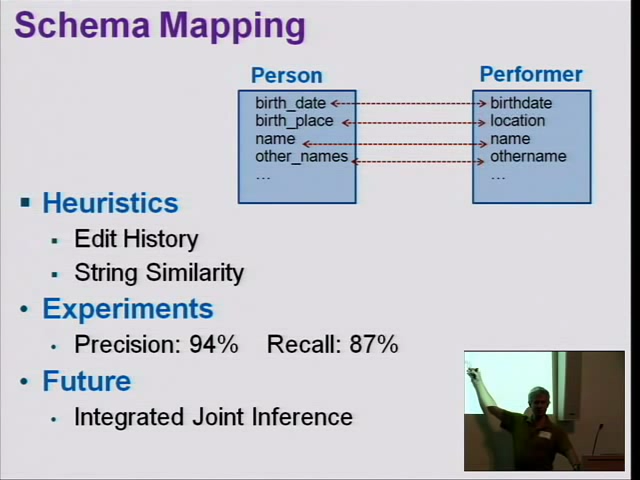 Schema Mapping
Person
birth_date
birth_place
name
other_names
...
Performer
birthdate
location
name
othername
...
Heuristics
Edit History
String Similarity
Experiments
Precision: 94% Recall: 87%
Future
Integrated Joint Inference